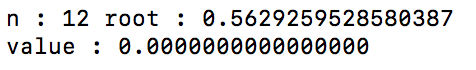 n : 12 root : 0.5629259528580387
value : 0.0000000000000000